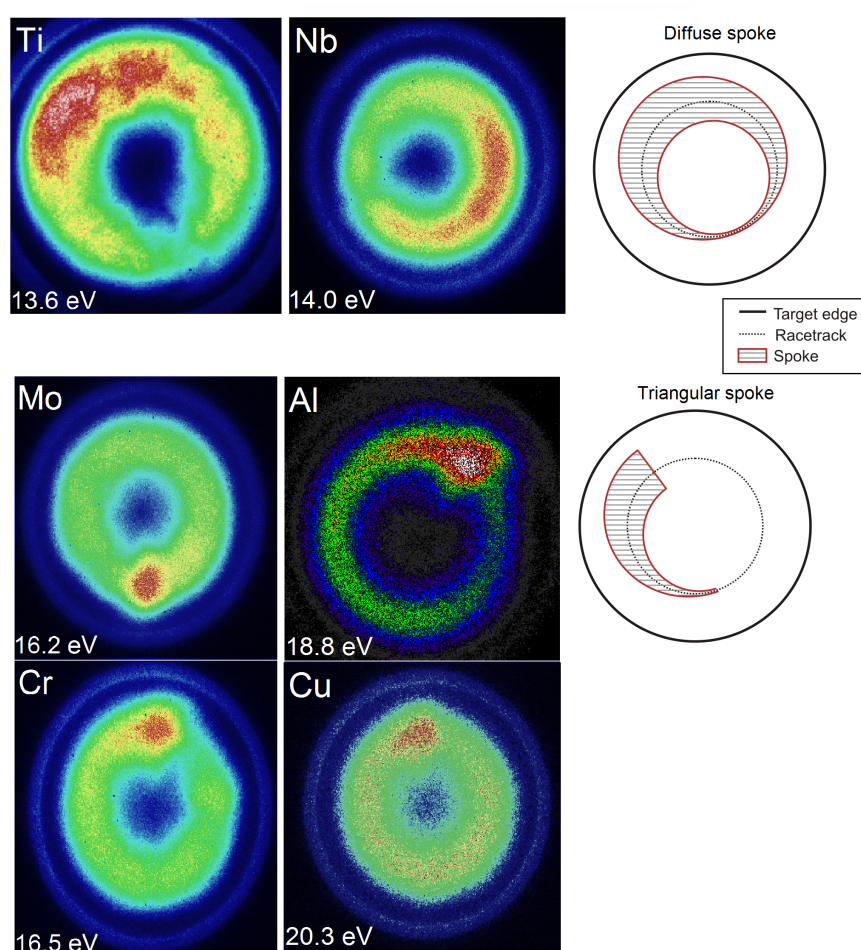 Ti
13.6 eV
Nb
14.0 eV
Diffuse spoke
Target edge
Racetrack
Spoke
Mo
16.2 eV
Al
18.8 eV
Triangular spoke
Cr
16.5 eV
Cu
20.3 eV